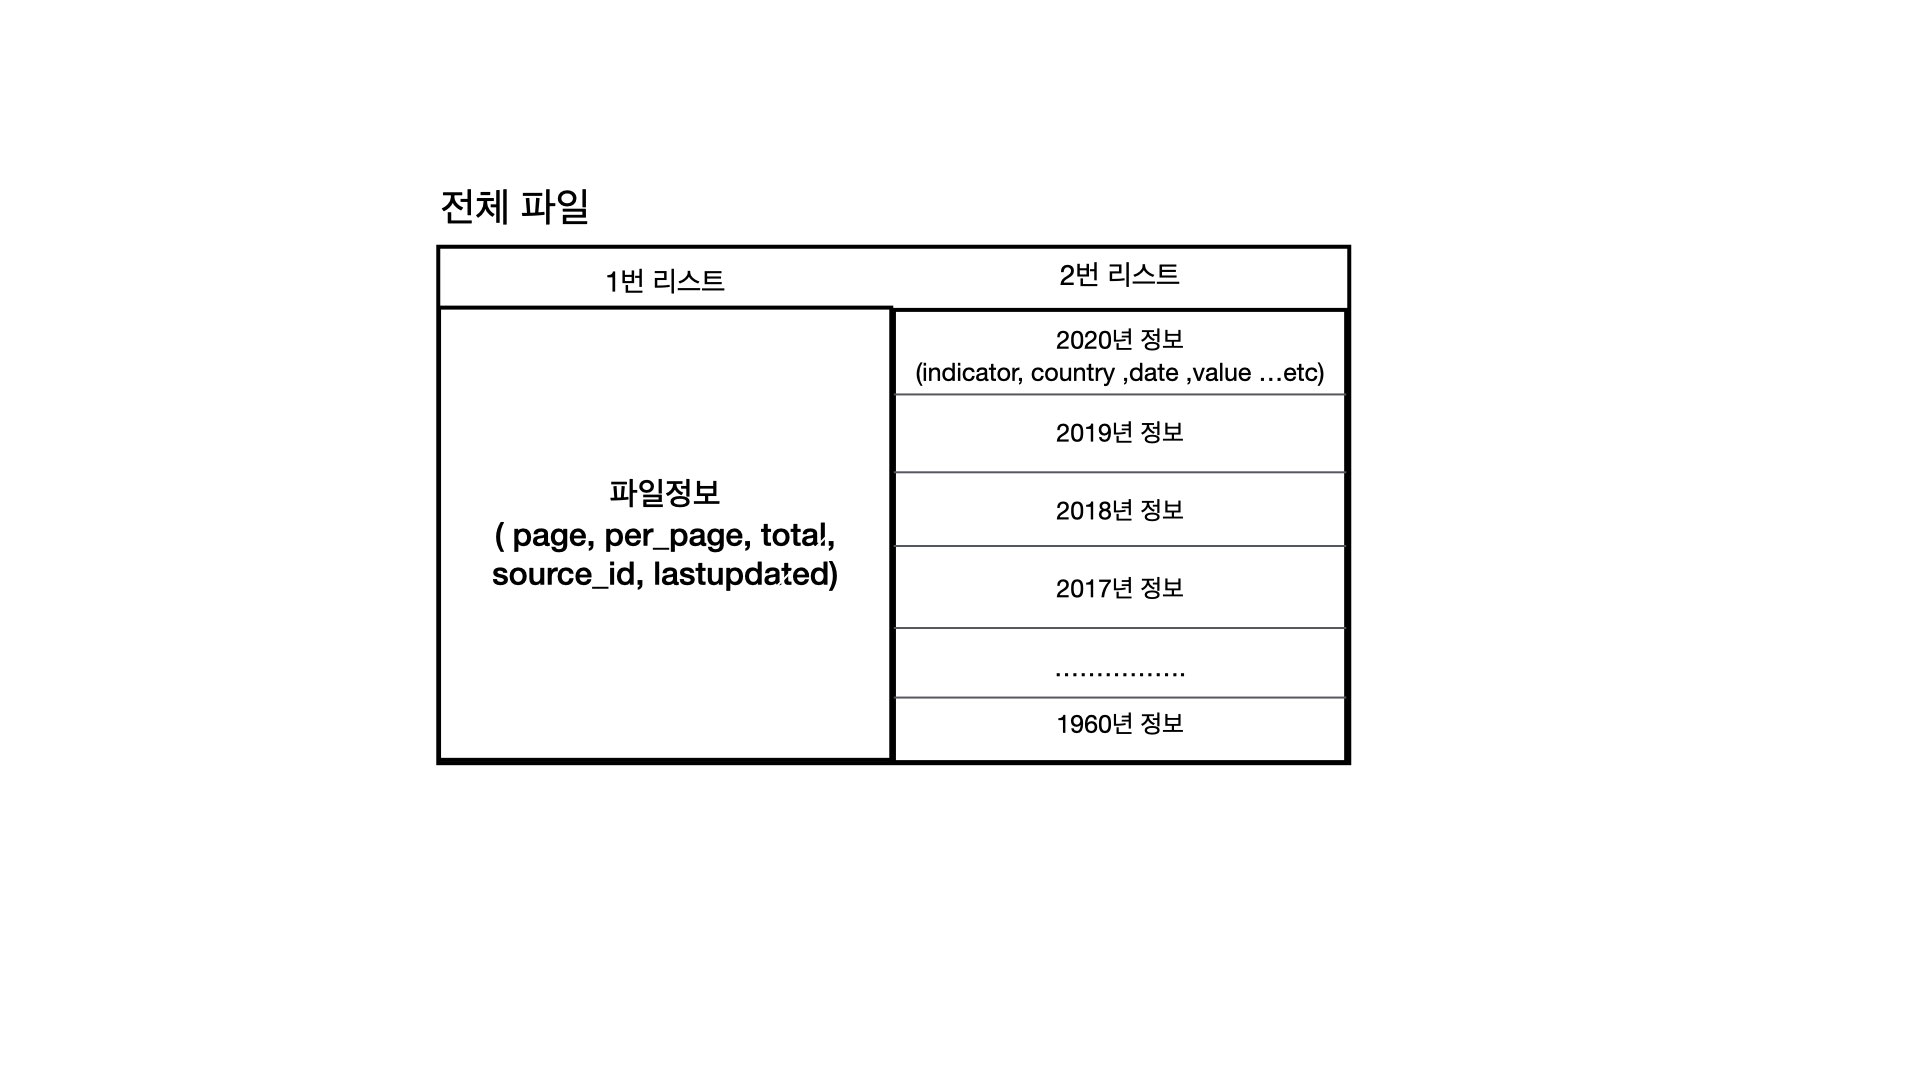 전체 파일
1번 리스트
2번 리스트
파일정보
( page, per_page, total,
source_id, lastupdated)
2020년 정보
(indicator, country ,date ,value …etc)
2019년 정보
2018년 정보
2017년 정보
................
1960년 정보